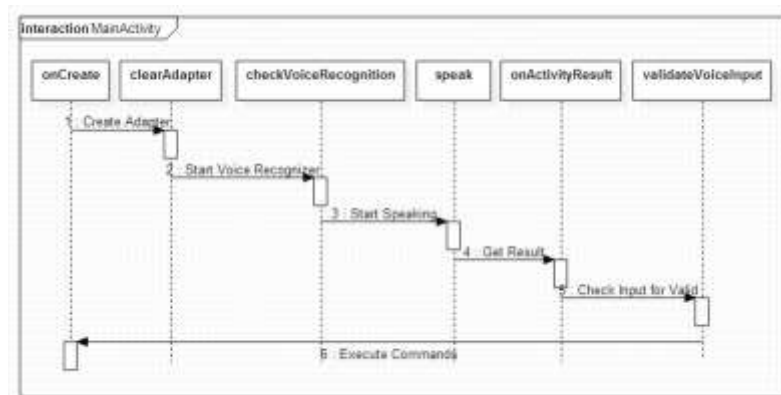 interaction MainActivity
onCreate
clearAdapter
checkVoiceRecognition
speak
onActivityResult
validateVoiceInput
1 : Create Adapter
2 : Start Voice Recognizer
3 : Start Speaking
4 : Get Result
5 : Check Input for Valid
6 : Execute Commands